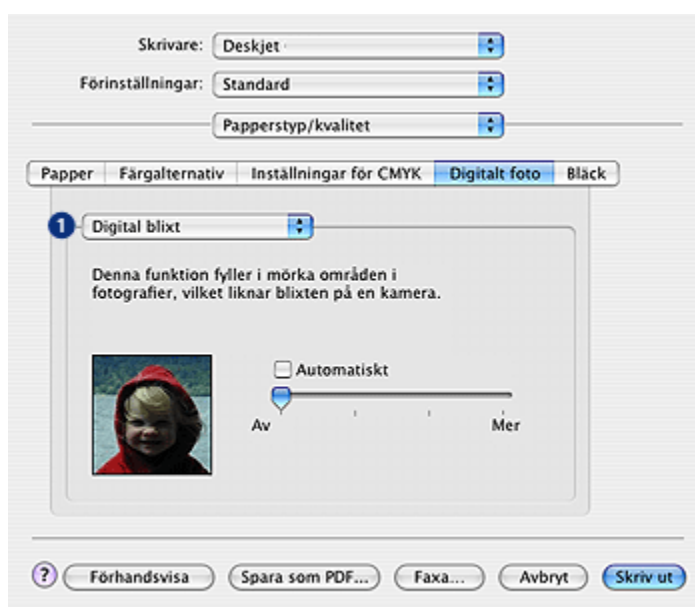 Skrivare: Deskjet
Förinställningar: Standard
Papperstyp/kvalitet
Papper Färgalternativ Inställningar för CMYK Digitalt foto Bläck
1 Digital blixt
Denna funktion fyller i mörka områden i
fotografier, vilket liknar blixten på en kamera.
Automatiskt
Av Mer
? Förhandsvisa Spara som PDF... Faxa... Avbryt Skriv ut